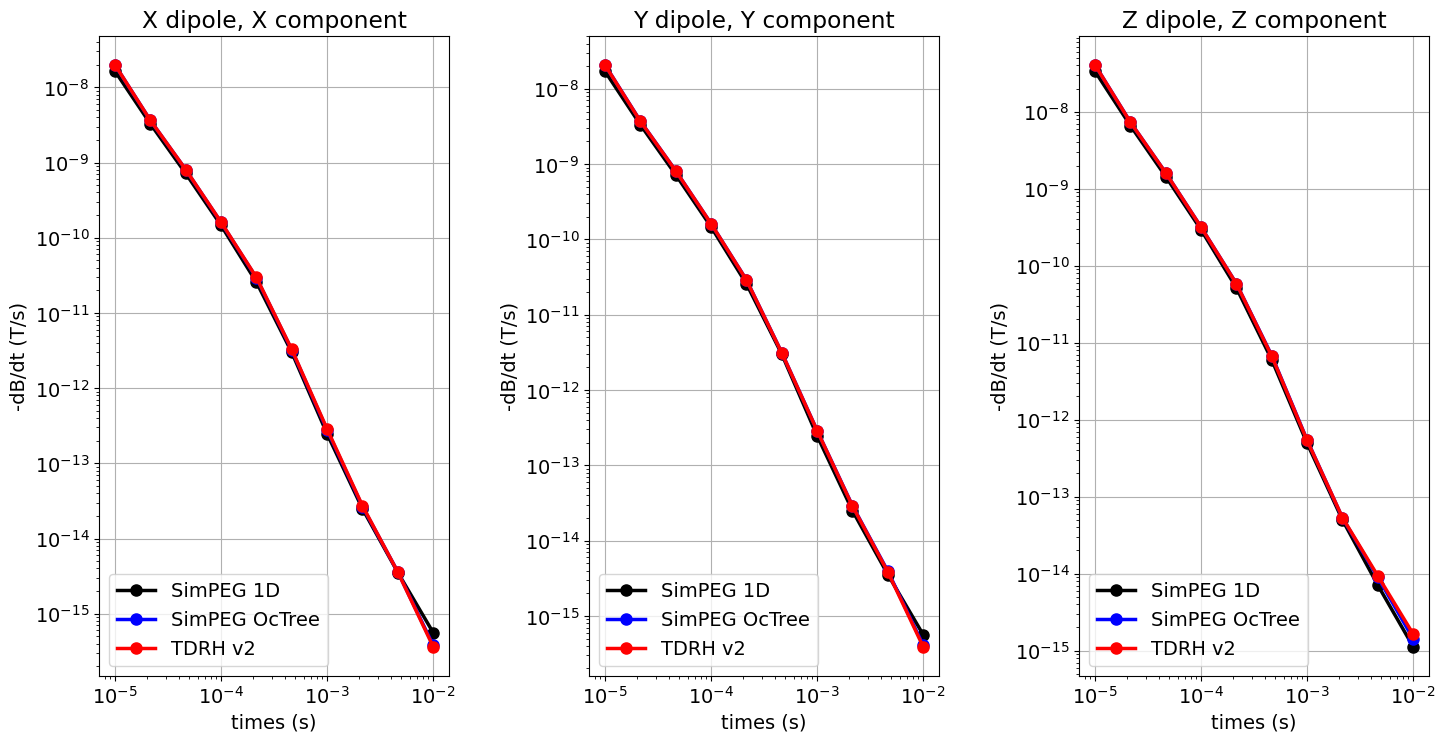 X dipole, X component
-dB/dt (T/s)
10⁻⁸
10⁻⁹
10⁻¹⁰
10⁻¹¹
10⁻¹²
10⁻¹³
10⁻¹⁴
10⁻¹⁵
SimPEG 1D
SimPEG OcTree
TDRH v2
10⁻⁵ 10⁻⁴ 10⁻³ 10⁻²
times (s)
Y dipole, Y component
-dB/dt (T/s)
10⁻⁸
10⁻⁹
10⁻¹⁰
10⁻¹¹
10⁻¹²
10⁻¹³
10⁻¹⁴
10⁻¹⁵
SimPEG 1D
SimPEG OcTree
TDRH v2
10⁻⁵ 10⁻⁴ 10⁻³ 10⁻²
times (s)
Z dipole, Z component
-dB/dt (T/s)
10⁻⁸
10⁻⁹
10⁻¹⁰
10⁻¹¹
10⁻¹²
10⁻¹³
10⁻¹⁴
10⁻¹⁵
SimPEG 1D
SimPEG OcTree
TDRH v2
10⁻⁵ 10⁻⁴ 10⁻³ 10⁻²
times (s)